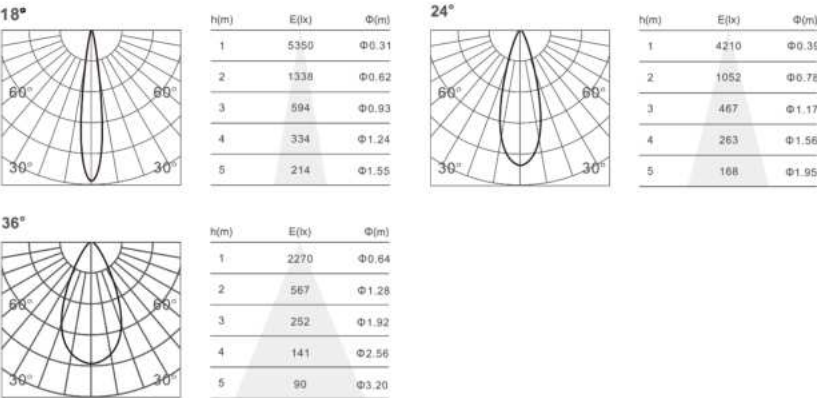 18°
h(m) E(lx) Φ(m)
1 5350 Φ0.31
2 1338 Φ0.62
3 594 Φ0.93
4 334 Φ1.24
5 214 Φ1.55
60° 60°
30° 30°
24°
h(m) E(lx) Φ(m)
1 4210 Φ0.39
2 1052 Φ0.78
3 467 Φ1.17
4 263 Φ1.56
5 168 Φ1.95
60° 60°
30° 30°
36°
h(m) E(lx) Φ(m)
1 2270 Φ0.64
2 567 Φ1.28
3 252 Φ1.92
4 141 Φ2.56
5 90 Φ3.20
60° 60°
30° 30°